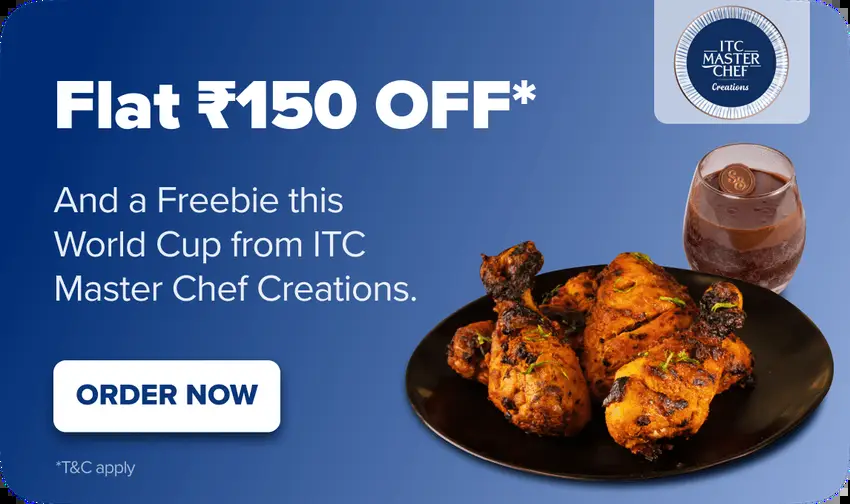 Flat ₹150 OFF*
ITC
MASTER
CHEF
Creations
And a Freebie this
World Cup from ITC
Master Chef Creations.
ORDER NOW
*T&C apply